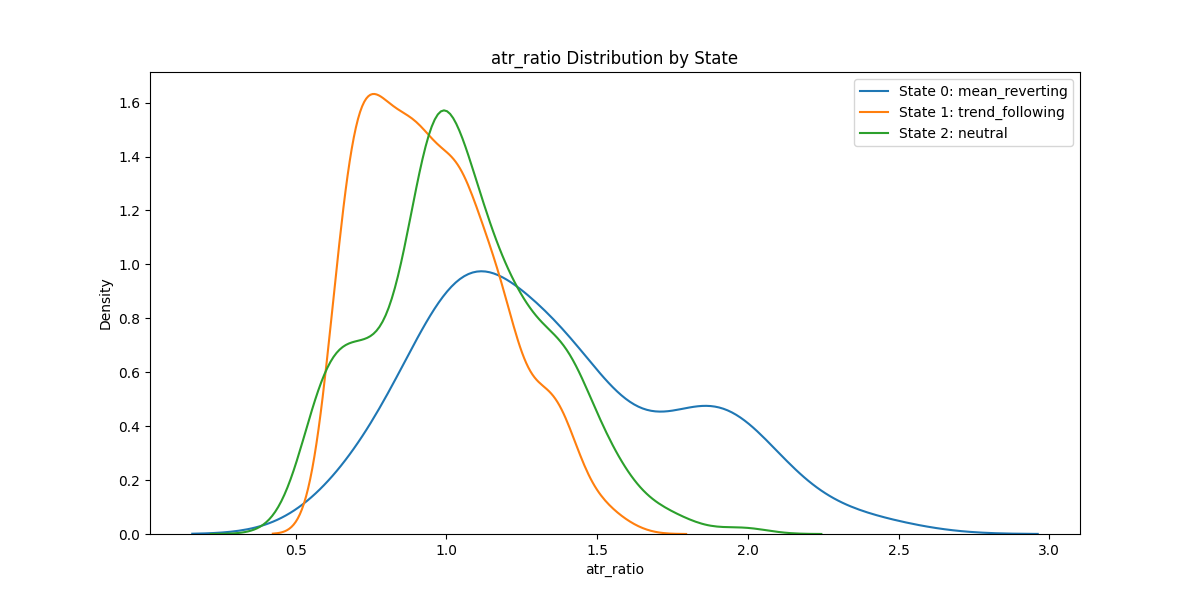 atr_ratio Distribution by State
State 0: mean_reverting
State 1: trend_following
State 2: neutral
Density
1.6
1.4
1.2
1.0
0.8
0.6
0.4
0.2
0.0
0.5 1.0 1.5 2.0 2.5 3.0
atr_ratio